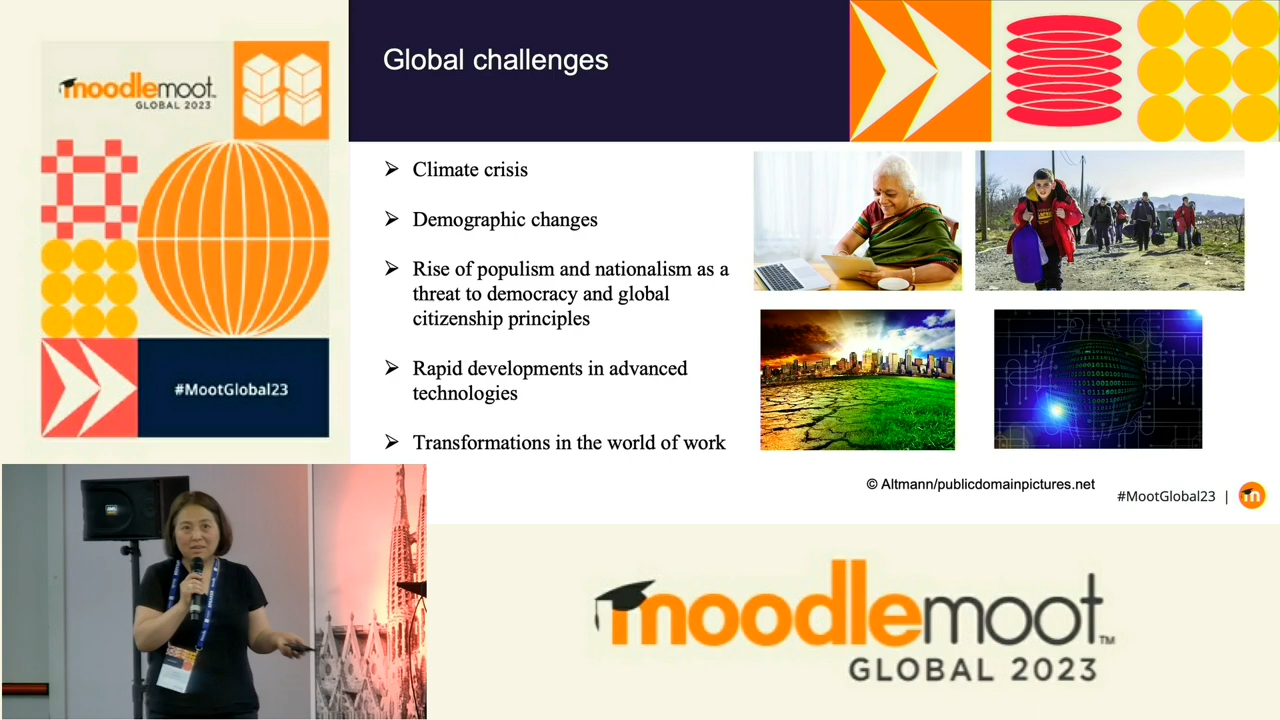 moodlemoot
GLOBAL 2023
#MootGlobal23
Global challenges
➢ Climate crisis
➢ Demographic changes
➢ Rise of populism and nationalism as a
threat to democracy and global
citizenship principles
➢ Rapid developments in advanced
technologies
➢ Transformations in the world of work
© Altmann/publicdomainpictures.net
#MootGlobal23 | m
moodlemoot™
GLOBAL 2023